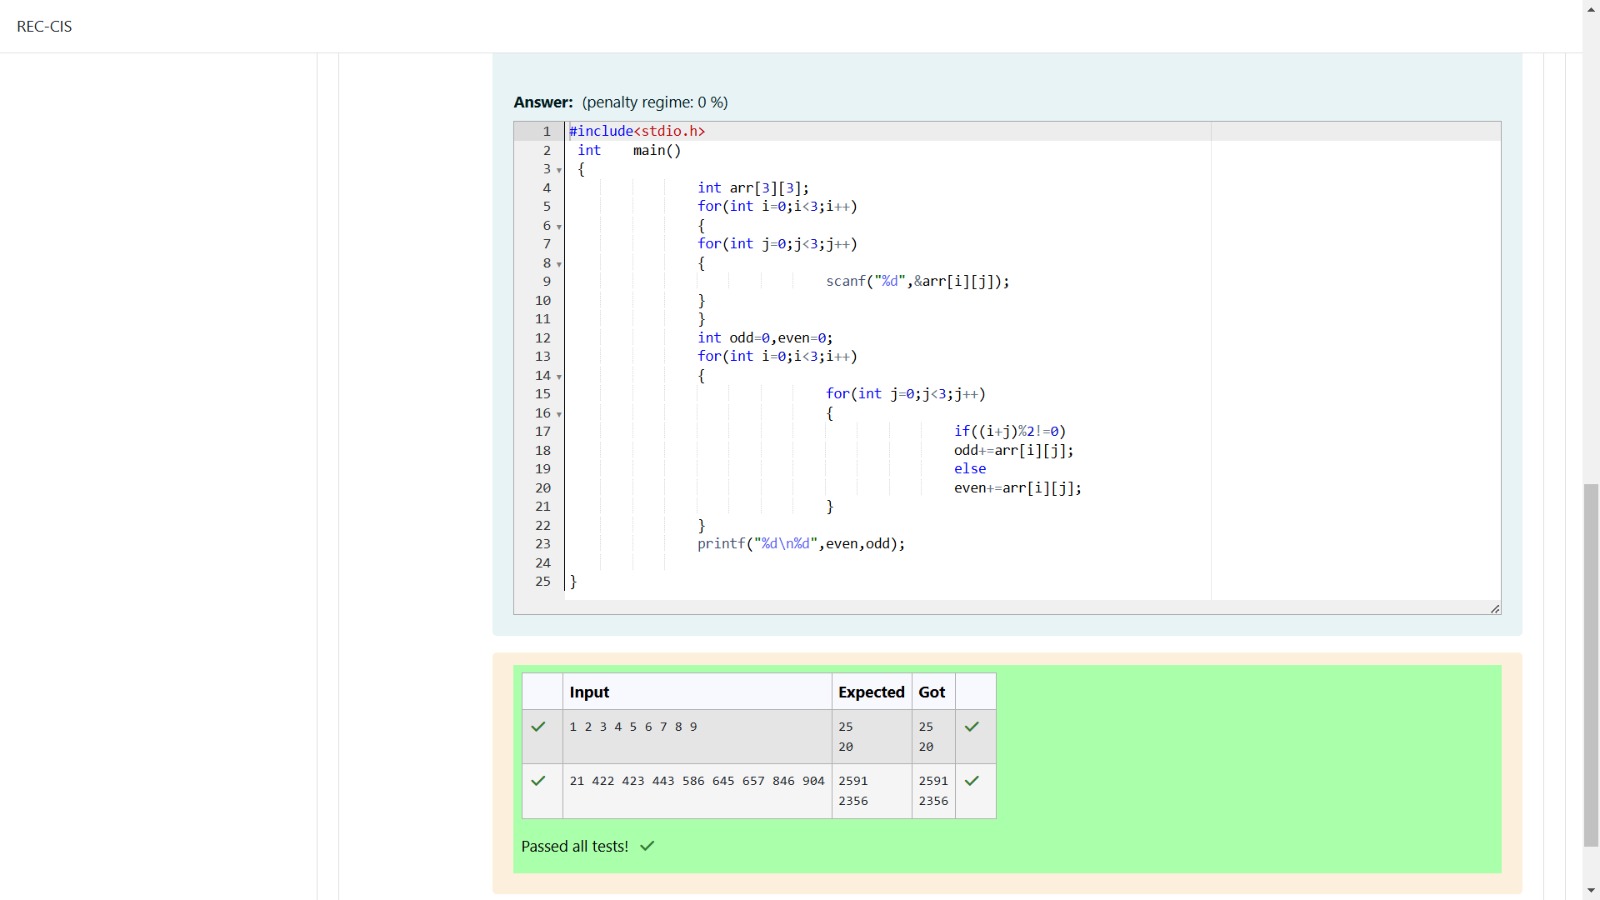 REC-CIS
Answer: (penalty regime: 0 %)
1 #include<stdio.h>
2 int main()
3 {
4 int arr[3][3];
5 for(int i=0;i<3;i++)
6 {
7 for(int j=0;j<3;j++)
8 {
9 scanf("%d",&arr[i][j]);
10 }
11 }
12 int odd=0,even=0;
13 for(int i=0;i<3;i++)
14 {
15 for(int j=0;j<3;j++)
16 {
17 if((i+j)%2!=0)
18 odd+=arr[i][j];
19 else
20 even+=arr[i][j];
21 }
22 }
23 printf("%d\n%d",even,odd);
24
25 }
Input Expected Got
1 2 3 4 5 6 7 8 9 25 25
20 20
21 422 423 443 586 645 657 846 904 2591 2591
2356 2356
Passed all tests!